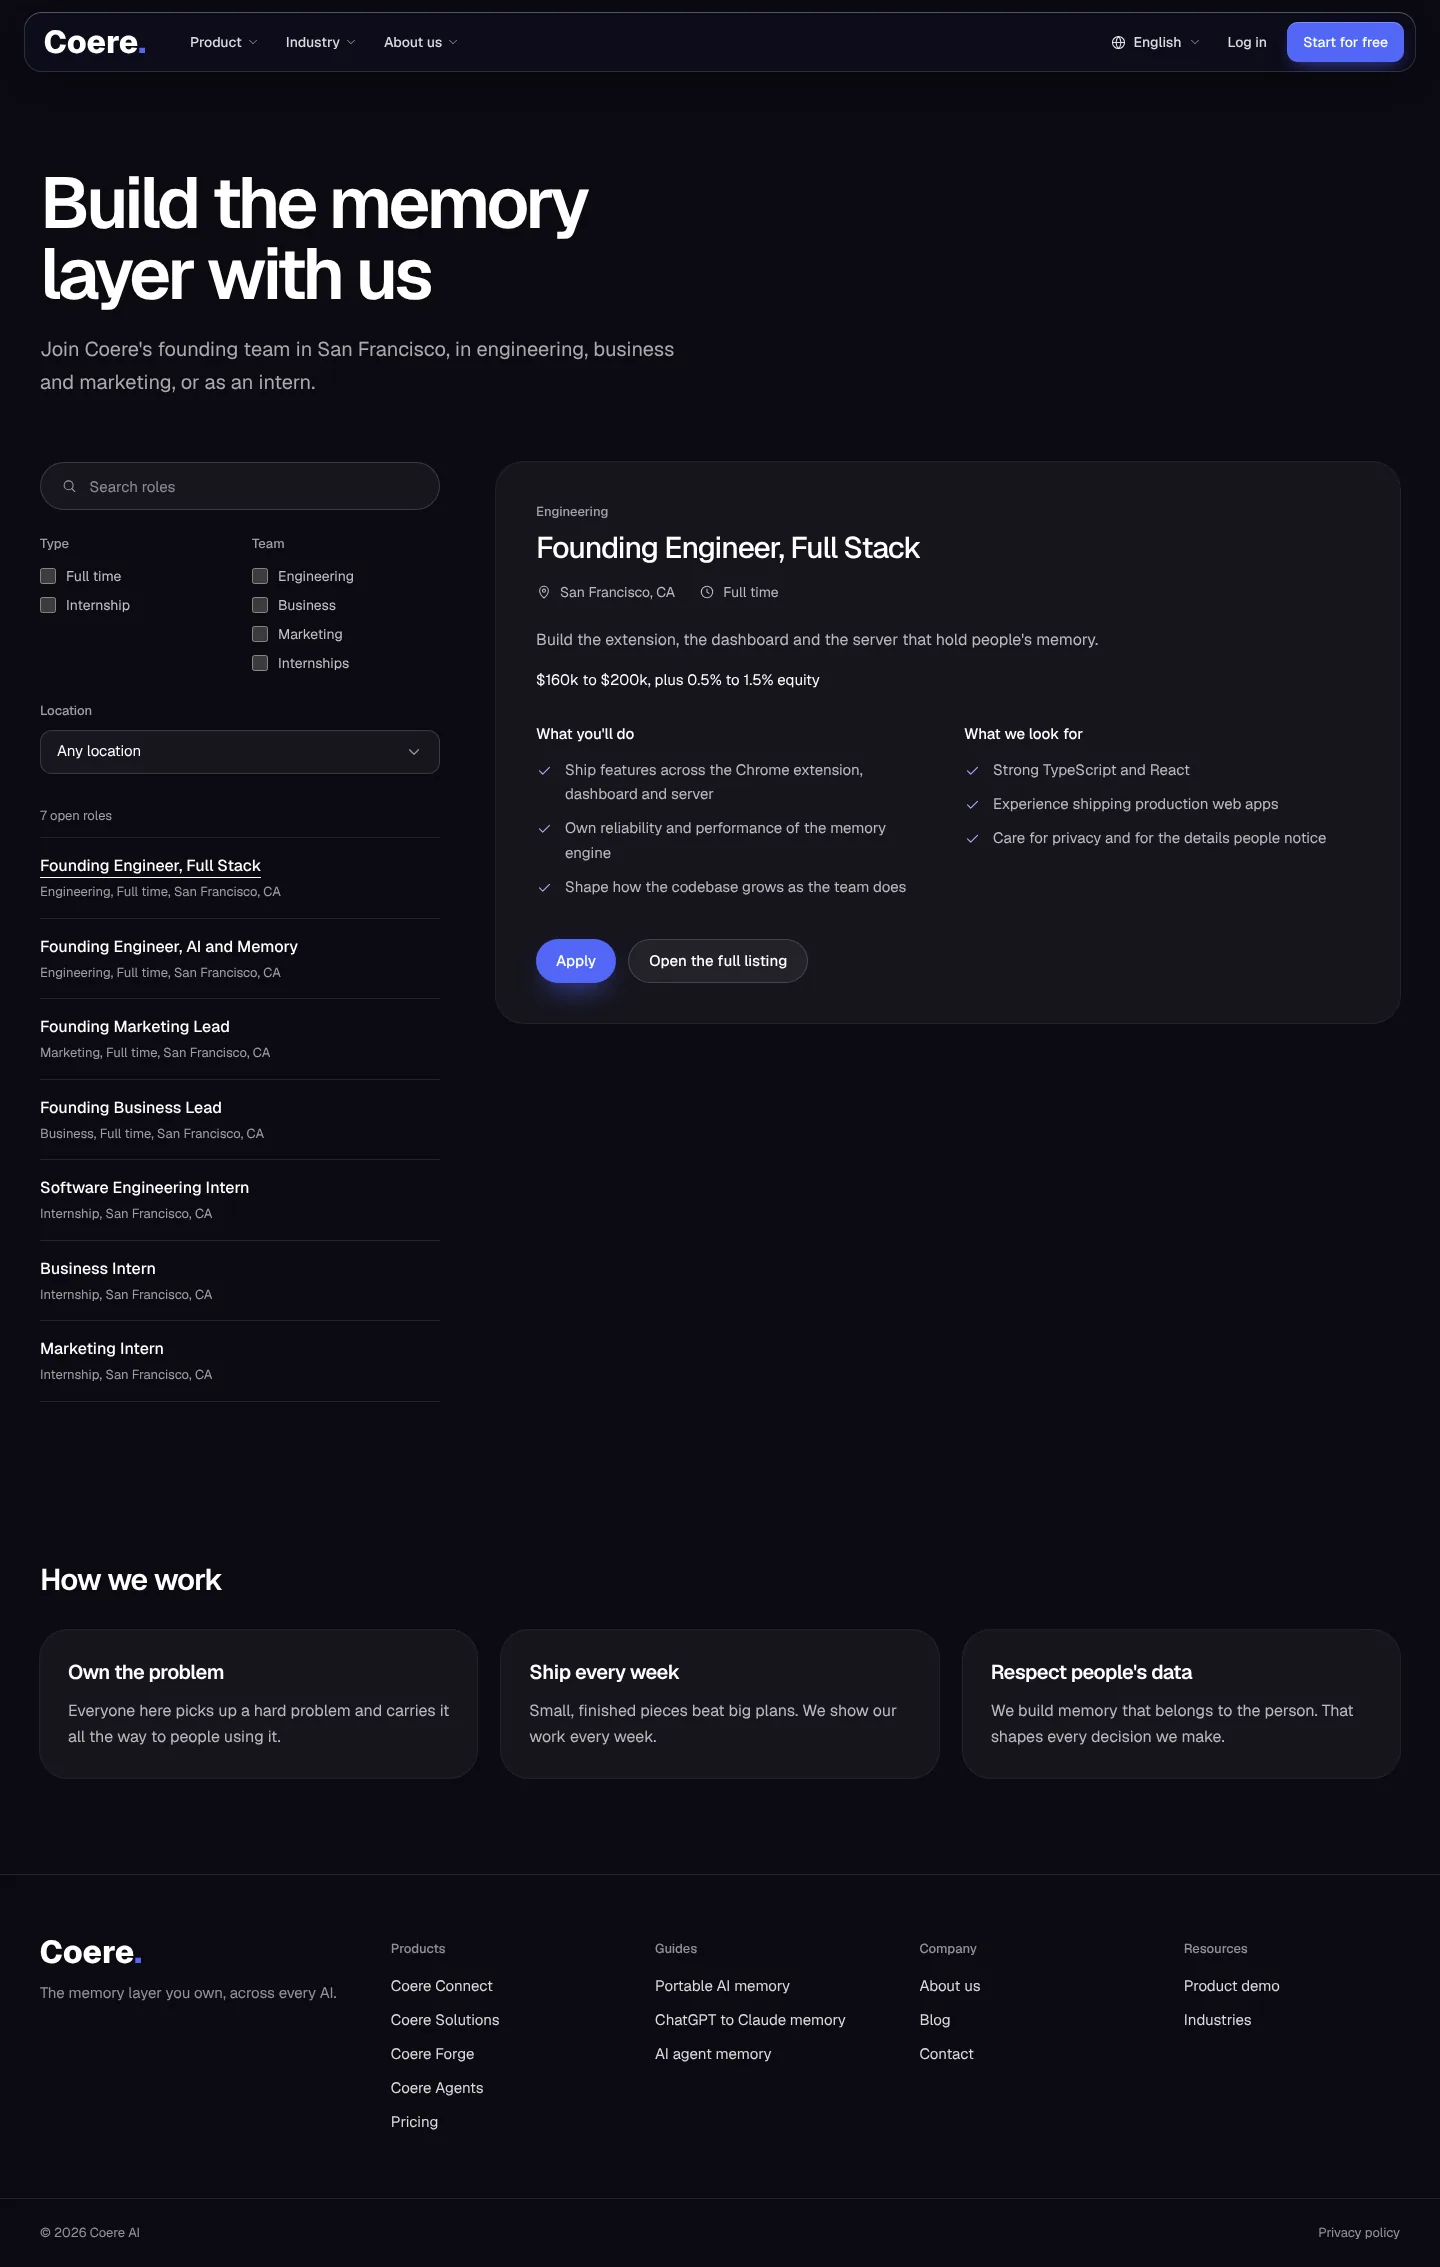 Coere.
Product
Industry
About us
English
Log in
Start for free
Build the memory
layer with us
Join Coere's founding team in San Francisco, in engineering, business
and marketing, or as an intern.
Search roles
Type
Full time
Internship
Team
Engineering
Business
Marketing
Internships
Location
Any location
7 open roles
Founding Engineer, Full Stack
Engineering, Full time, San Francisco, CA
Founding Engineer, AI and Memory
Engineering, Full time, San Francisco, CA
Founding Marketing Lead
Marketing, Full time, San Francisco, CA
Founding Business Lead
Business, Full time, San Francisco, CA
Software Engineering Intern
Internship, San Francisco, CA
Business Intern
Internship, San Francisco, CA
Marketing Intern
Internship, San Francisco, CA
Engineering
Founding Engineer, Full Stack
San Francisco, CA
Full time
Build the extension, the dashboard and the server that hold people's memory.
$160k to $200k, plus 0.5% to 1.5% equity
What you'll do
Ship features across the Chrome extension,
dashboard and server
Own reliability and performance of the memory
engine
Shape how the codebase grows as the team does
What we look for
Strong TypeScript and React
Experience shipping production web apps
Care for privacy and for the details people notice
Apply
Open the full listing
How we work
Own the problem
Everyone here picks up a hard problem and carries it
all the way to people using it.
Ship every week
Small, finished pieces beat big plans. We show our
work every week.
Respect people's data
We build memory that belongs to the person. That
shapes every decision we make.
Coere.
The memory layer you own, across every AI.
Products
Coere Connect
Coere Solutions
Coere Forge
Coere Agents
Pricing
Guides
Portable AI memory
ChatGPT to Claude memory
AI agent memory
Company
About us
Blog
Contact
Resources
Product demo
Industries
© 2026 Coere AI
Privacy policy